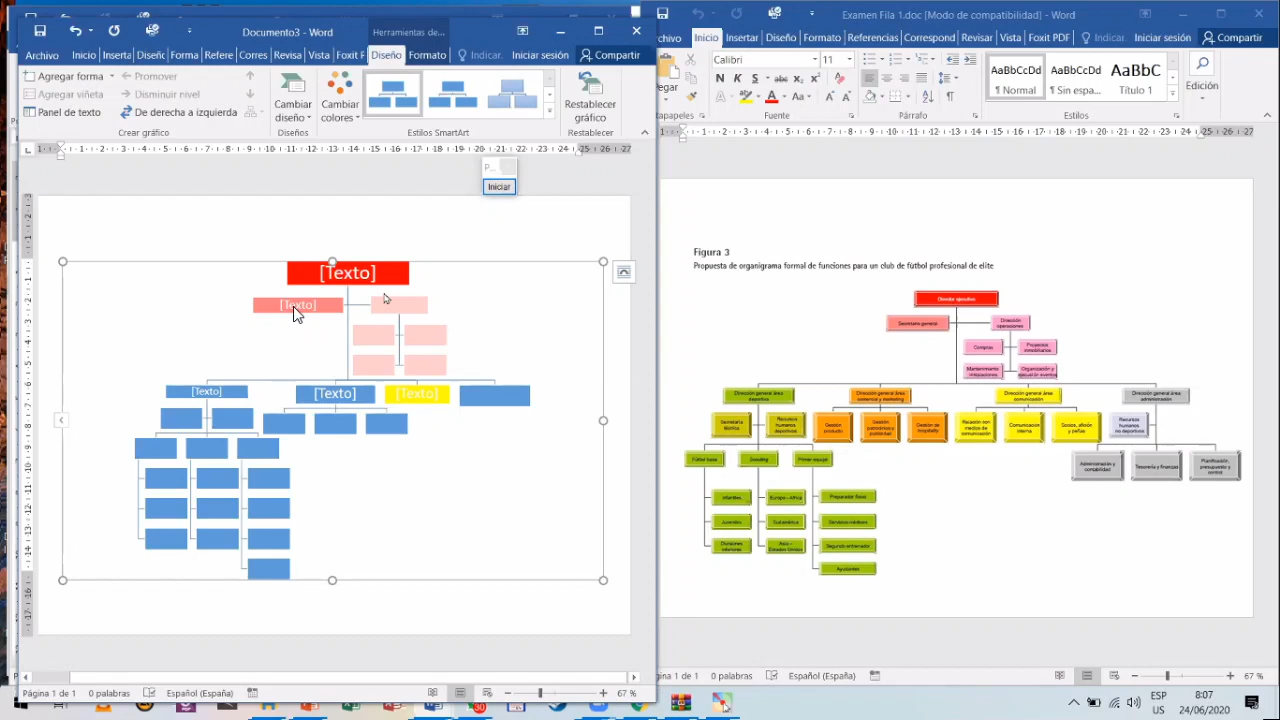 Documento3 - Word
Herramientas de...
Archivo
Inicio
Inserta
Diseño
Forma
Refere
Corres
Revisa
Vista
Foxit F
Diseño
Formato
Indicar.
Iniciar sesión
Compartir
Agregar forma
Promover
Agregar viñeta
Disminuir nivel
Panel de texto
De derecha a izquierda
Crear gráfico
Cambiar diseño
Diseños
Cambiar colores
Estilos SmartArt
Restablecer gráfico
Restablecer
P...
Iniciar
[Texto]
[Texto]
[Texto]
[Texto]
[Texto]
Página 1 de 1
0 palabras
Español (España)
67 %
Examen Fila 1.doc [Modo de compatibilidad] - Word
Inicio
Insertar
Diseño
Formato
Referencias
Correspondencia
Revisar
Vista
Foxit PDF
Indicar.
Iniciar sesión
Compartir
Calibri
11
Fuente
Párrafo
AaBbCcDd
¶ Normal
AaBbCcDd
¶ Sin espa...
AaBbC
Título 1
Estilos
Edición
Figura 3
Propuesta de organigrama formal de funciones para un club de fútbol profesional de elite
Director ejecutivo
Secretario general
Dirección operaciones
Compras
Proyectos inmobiliarios
Mantenimiento instalaciones
Organización y ejecución eventos
Dirección general área deportiva
Dirección general área comercial y marketing
Dirección general área comunicación
Dirección general área administración
Secretaría técnica
Recursos humanos deportivos
Gestión producto
Gestión patrocinios y publicidad
Gestión de hospitality
Relación con medios de comunicación
Comunicación interna
Socios, afición y peñas
Recursos humanos no deportivos
Fútbol base
Scouting
Primer equipo
Administración y contabilidad
Tesorería y finanzas
Planificación, presupuesto y control
Infantiles
Europa – África
Preparador físico
Juveniles
Sudamérica
Servicios médicos
Divisiones inferiores
Asia – Estados Unidos
Segundo entrenador
Ayudantes
gina 1 de 1
0 palabras
Español (España)
67 %
30
ESP
US
8:07
24/06/2020